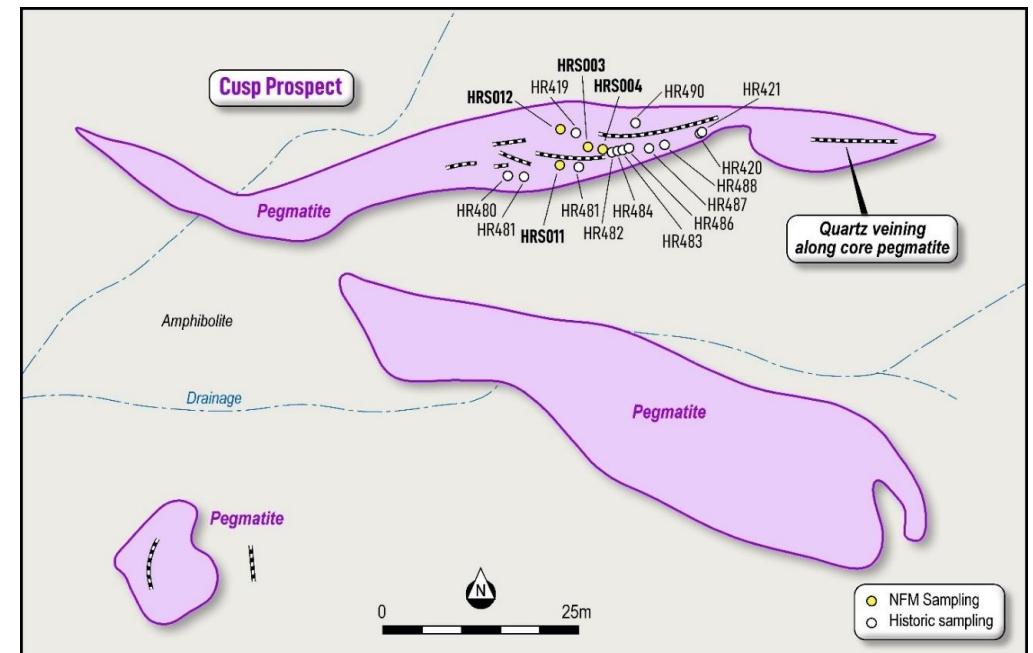 Cusp Prospect
HRS003
HR419
HRS004
HRS012
HR490
HR421
HR420
HR488
HR487
HR486
HR483
HR484
HR482
HR481
HRS011
HR481
HR480
Pegmatite
Quartz veining
along core pegmatite
Amphibolite
Drainage
Pegmatite
Pegmatite
N
0
25m
NFM Sampling
Historic sampling